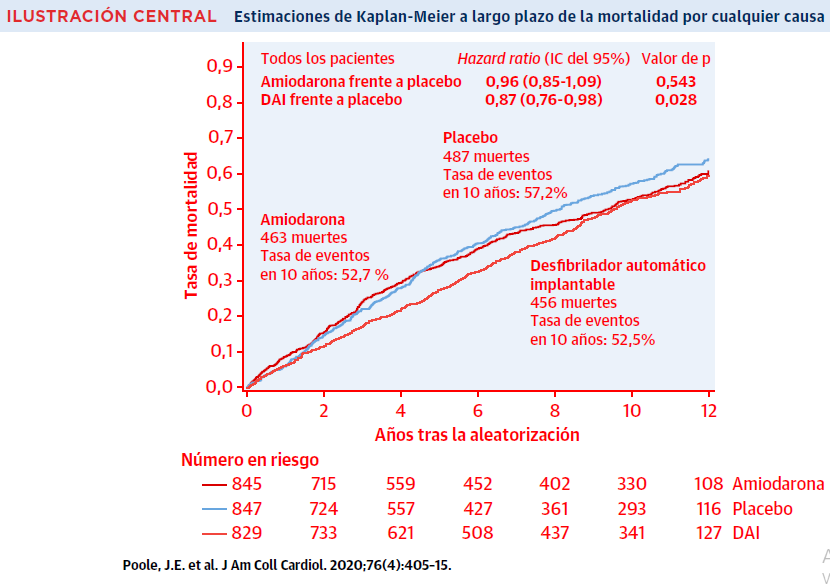 ILUSTRACIÓN CENTRAL Estimaciones de Kaplan-Meier a largo plazo de la mortalidad por cualquier causa
Todos los pacientes Hazard ratio (IC del 95%) Valor de p
Amiodarona frente a placebo 0,96 (0,85-1,09) 0,543
DAI frente a placebo 0,87 (0,76-0,98) 0,028
Tasa de mortalidad
0,9
0,8
0,7
0,6
0,5
0,4
0,3
0,2
0,1
0,0
Placebo
487 muertes
Tasa de eventos
en 10 años: 57,2%
Amiodarona
463 muertes
Tasa de eventos
en 10 años: 52,7 %
Desfibrilador automático
implantable
456 muertes
Tasa de eventos
en 10 años: 52,5%
0 2 4 6 8 10 12
Años tras la aleatorización
Número en riesgo
845 715 559 452 402 330 108 Amiodarona
847 724 557 427 361 293 116 Placebo
829 733 621 508 437 341 127 DAI
Poole, J.E. et al. J Am Coll Cardiol. 2020;76(4):405–15.